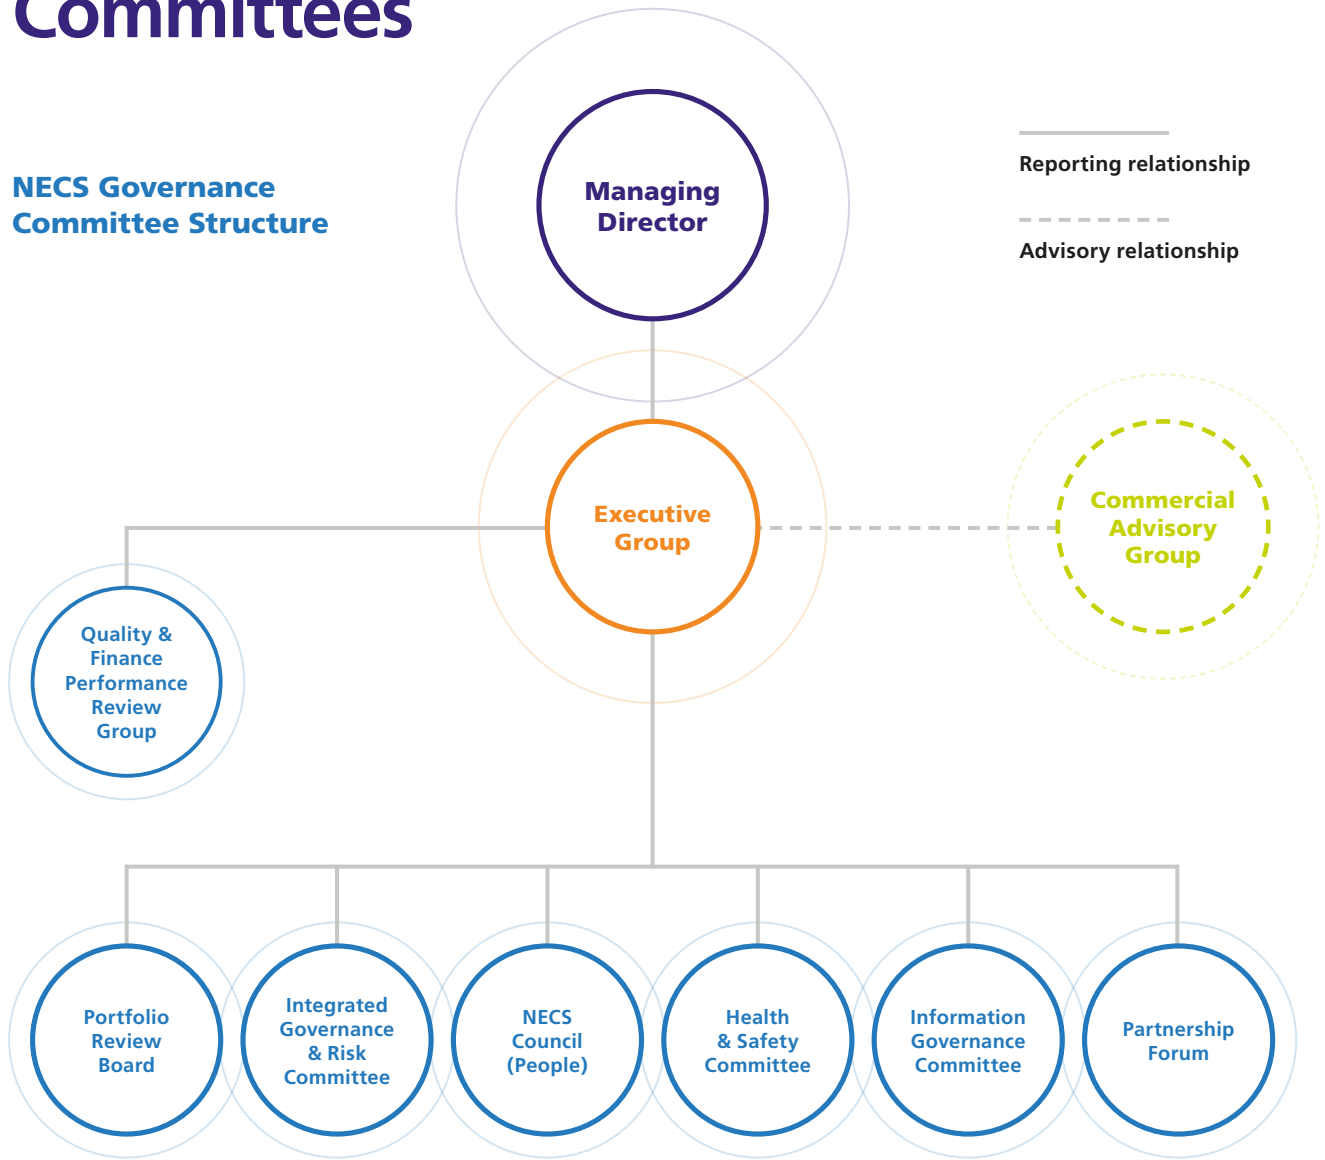 Committees
NECS Governance
Committee Structure
Managing
Director
Reporting relationship
Advisory relationship
Executive
Group
Commercial
Advisory
Group
Quality &
Finance
Performance
Review
Group
Portfolio
Review
Board
Integrated
Governance
& Risk
Committee
NECS
Council
(People)
Health
& Safety
Committee
Information
Governance
Committee
Partnership
Forum